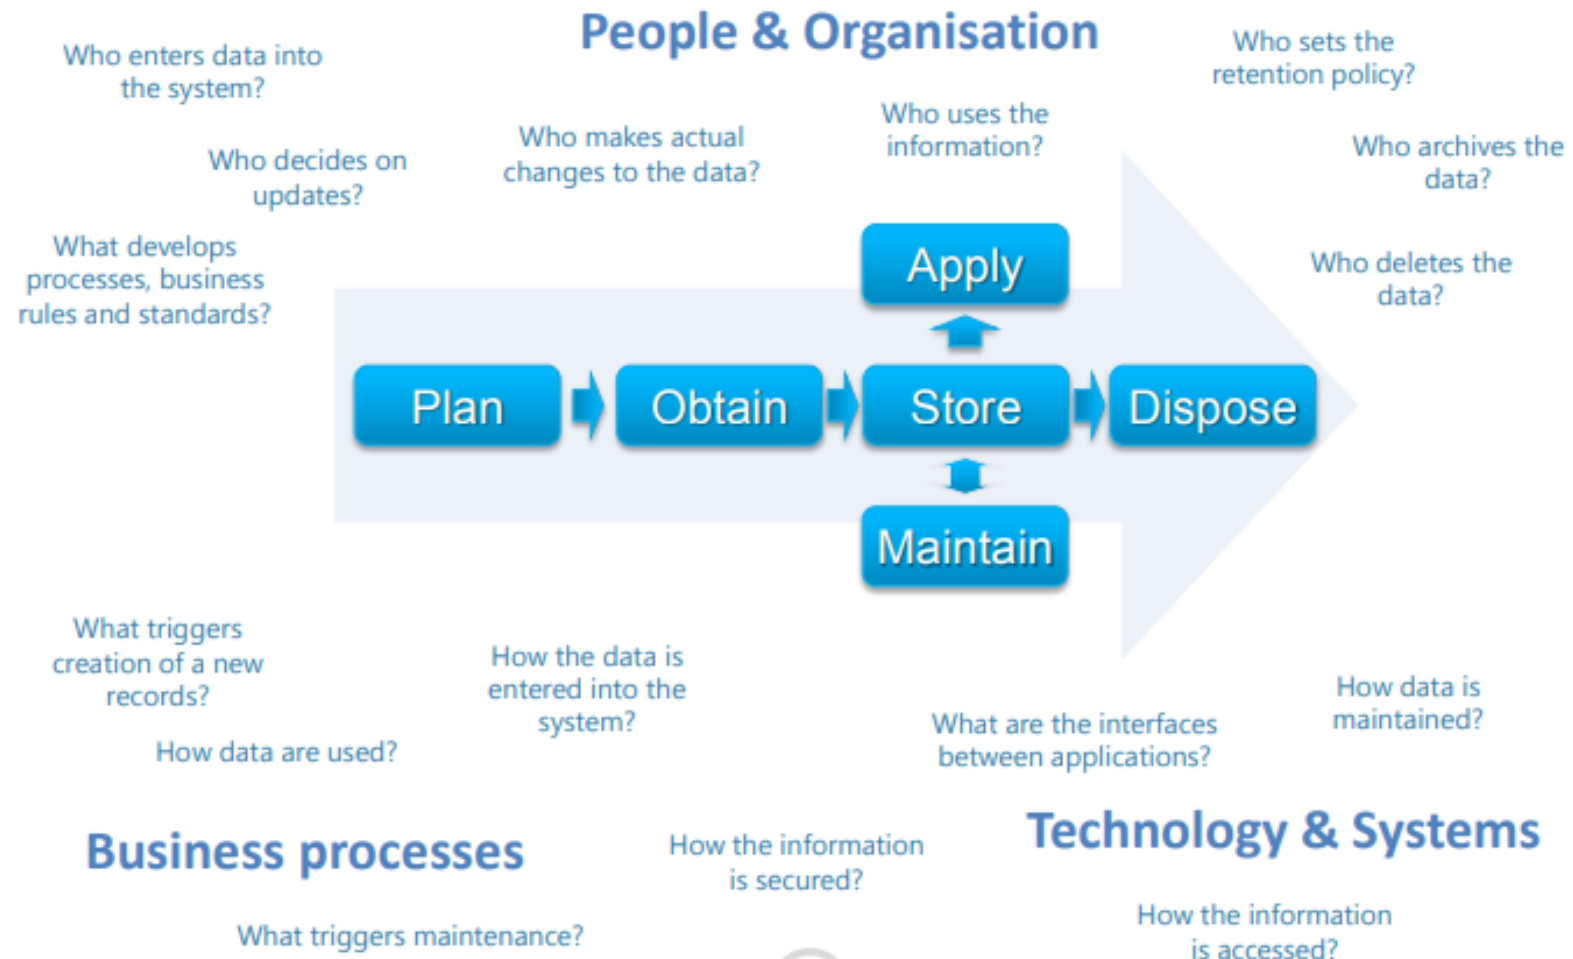 People & Organisation
Who enters data into
the system?
Who sets the
retention policy?
Who uses the
information?
Who makes actual
changes to the data?
Who decides on
updates?
Who archives the
data?
What develops
processes, business
rules and standards?
Who deletes the
data?
Apply
Plan
Obtain
Store
Dispose
Maintain
What triggers
creation of a new
records?
How the data is
entered into the
system?
How data is
maintained?
What are the interfaces
between applications?
How data are used?
Business processes
Technology & Systems
How the information
is secured?
What triggers maintenance?
How the information
is accessed?